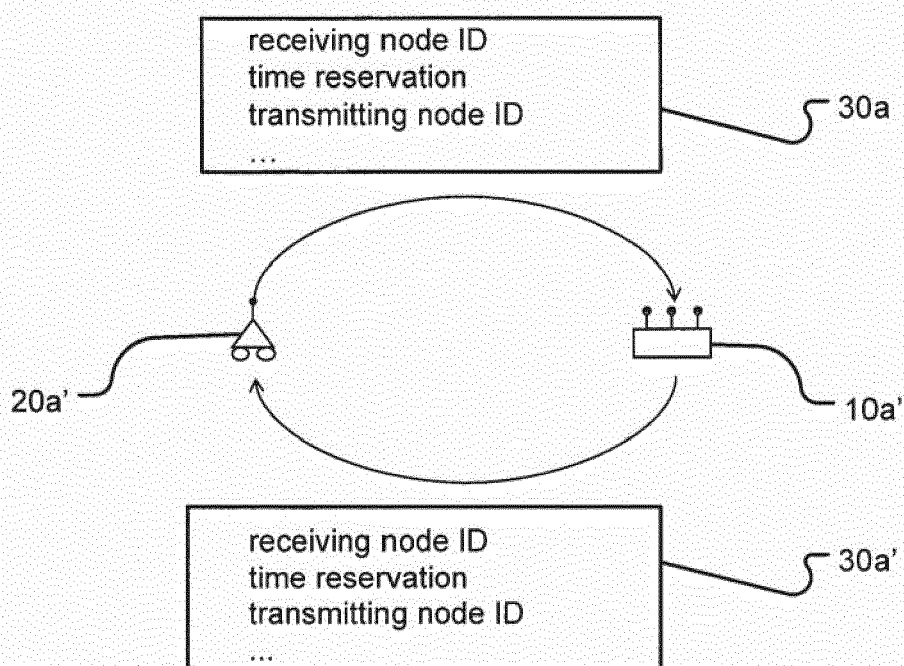 receiving node ID
time reservation
transmitting node ID
...
30a
20a’
10a’
receiving node ID
time reservation
transmitting node ID
...
30a’